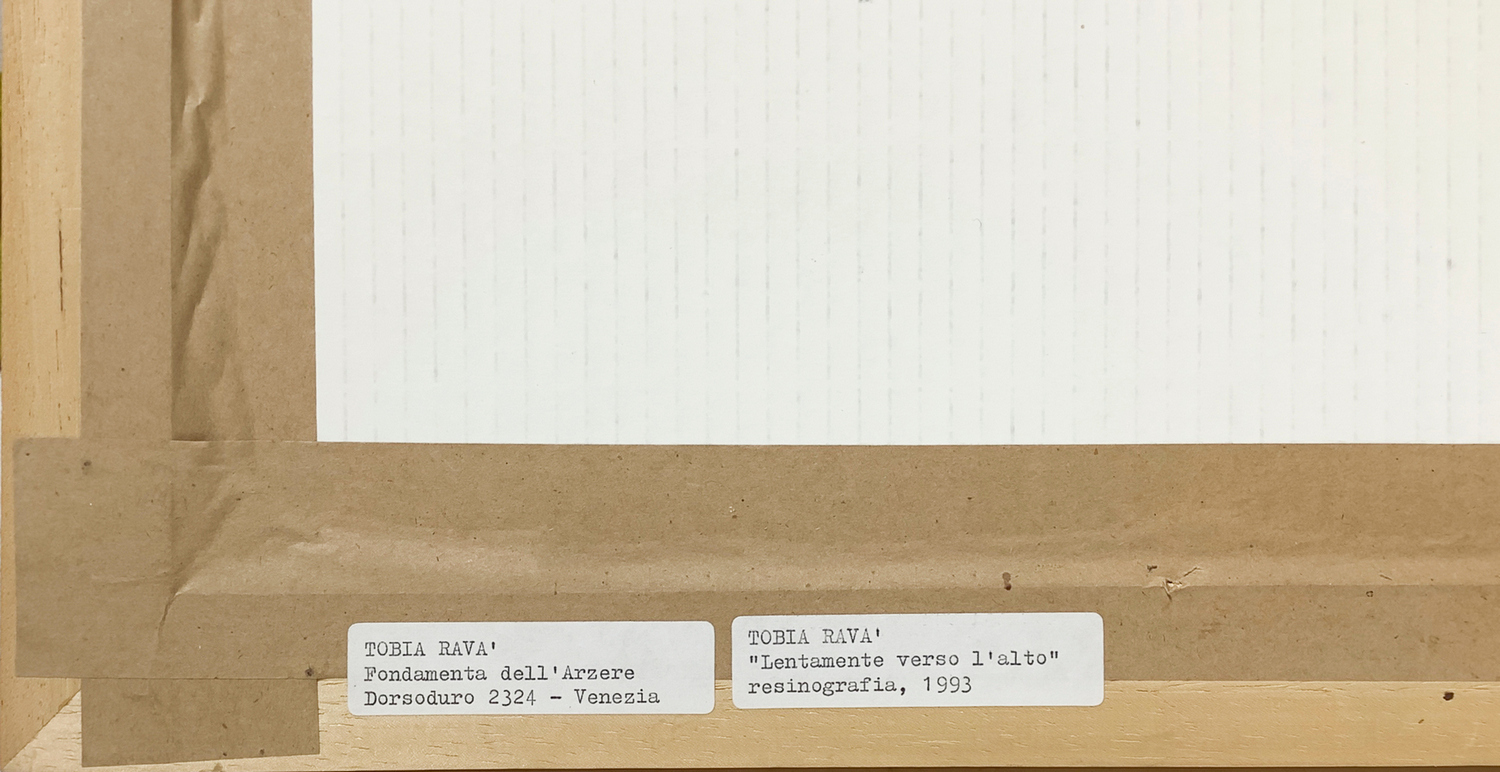 TOBIA RAVA'
Fondamenta dell'Arzere
Dorsoduro 2324 - Venezia
TOBIA RAVA'
"Lentamente verso l'alto"
resinografia, 1993